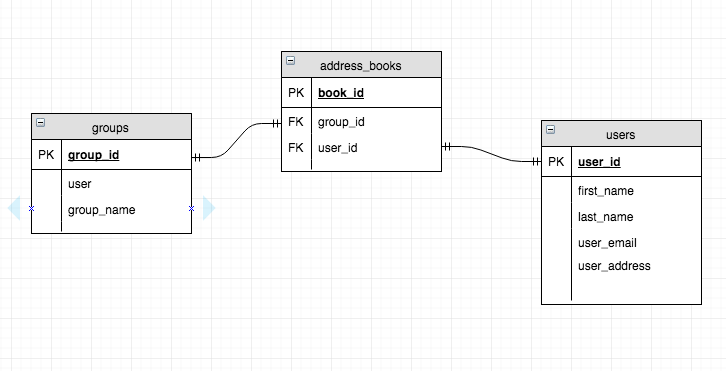 address_books
PK book_id
FK group_id
FK user_id
groups
PK group_id
user
group_name
users
PK user_id
first_name
last_name
user_email
user_address